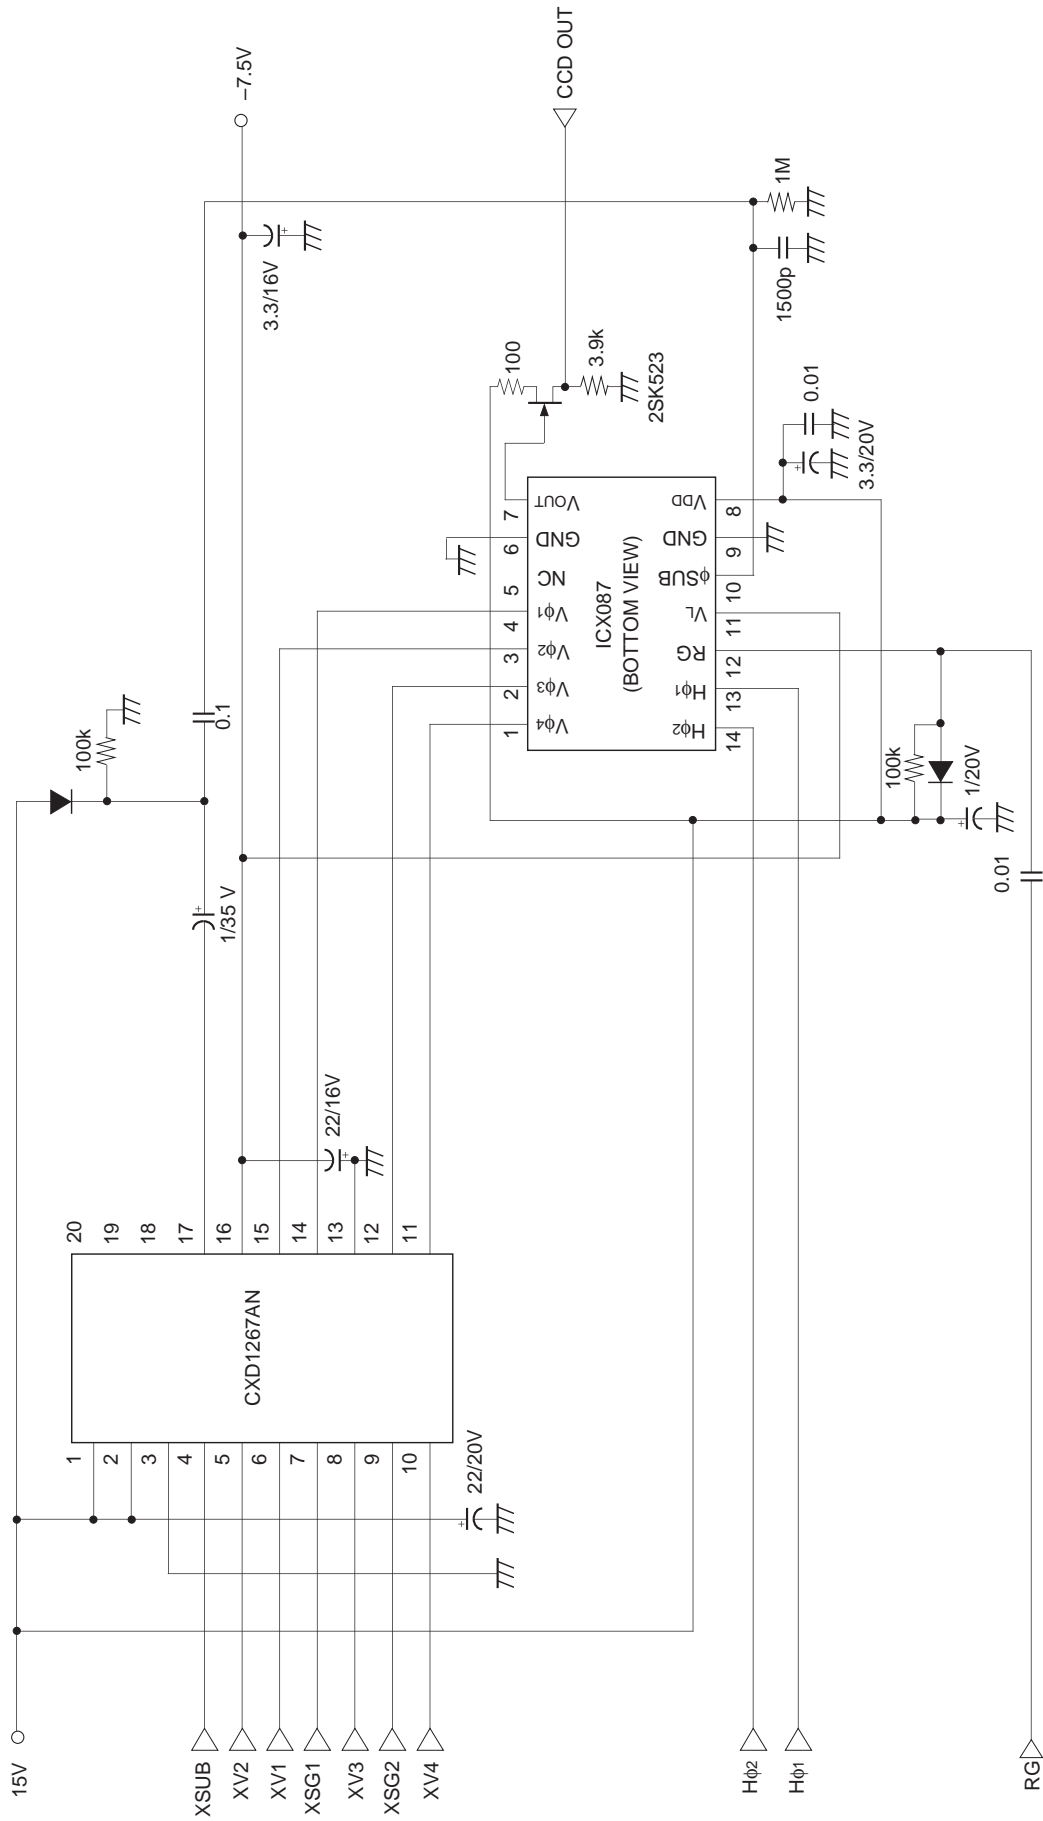 15V
XSUB
XV2
XV1
XSG1
XV3
XSG2
XV4
Hϕ2
Hϕ1
RG
22/20V
1
2
3
4
5
6
7
8
9
10
CXD1267AN
20
19
18
17
16
15
14
13
12
11
22/16V
1/35 V
100k
0.1
–7.5V
3.3/16V
CCD OUT
100
3.9k
2SK523
1M
1500p
0.01
3.3/20V
ICX087
(BOTTOM VIEW)
1
2
3
4
5
6
7
Vϕ4
Vϕ3
Vϕ2
Vϕ1
NC
GND
VOUT
Hϕ2
Hϕ1
RG
VL
ϕSUB
GND
VDD
14
13
12
11
10
9
8
100k
1/20V
0.01